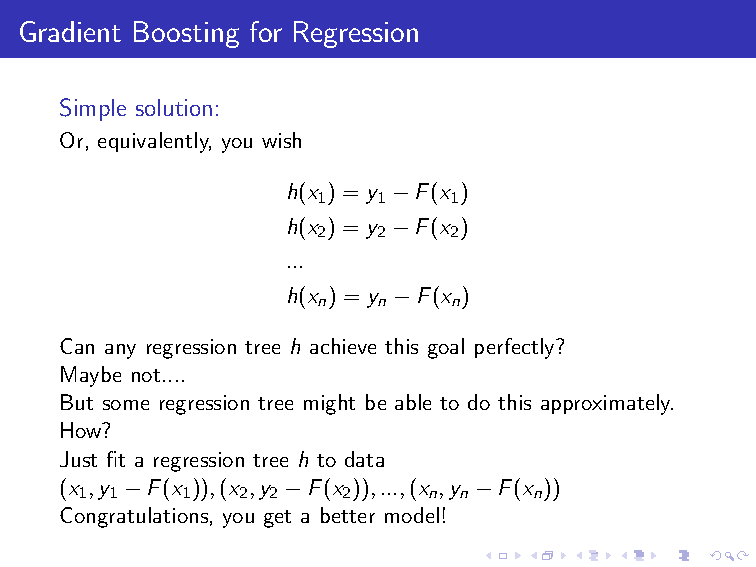 Gradient Boosting for Regression
Simple solution:
Or, equivalently, you wish
h(x₁) = y₁ − F(x₁)
h(x₂) = y₂ − F(x₂)
...
h(xₙ) = yₙ − F(xₙ)
Can any regression tree h achieve this goal perfectly?
Maybe not....
But some regression tree might be able to do this approximately.
How?
Just fit a regression tree h to data
(x₁, y₁ − F(x₁)), (x₂, y₂ − F(x₂)), ..., (xₙ, yₙ − F(xₙ))
Congratulations, you get a better model!